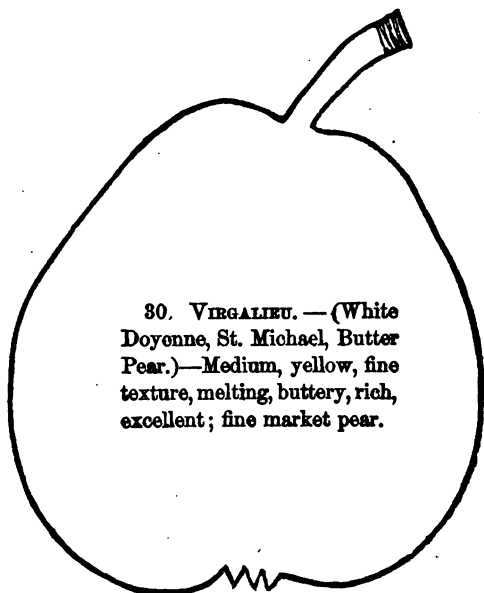 30. VIRGALIEU. — (White
Doyonne, St. Michael, Butter
Pear.)—Medium, yellow, fine
texture, melting, buttery, rich,
excellent; fine market pear.